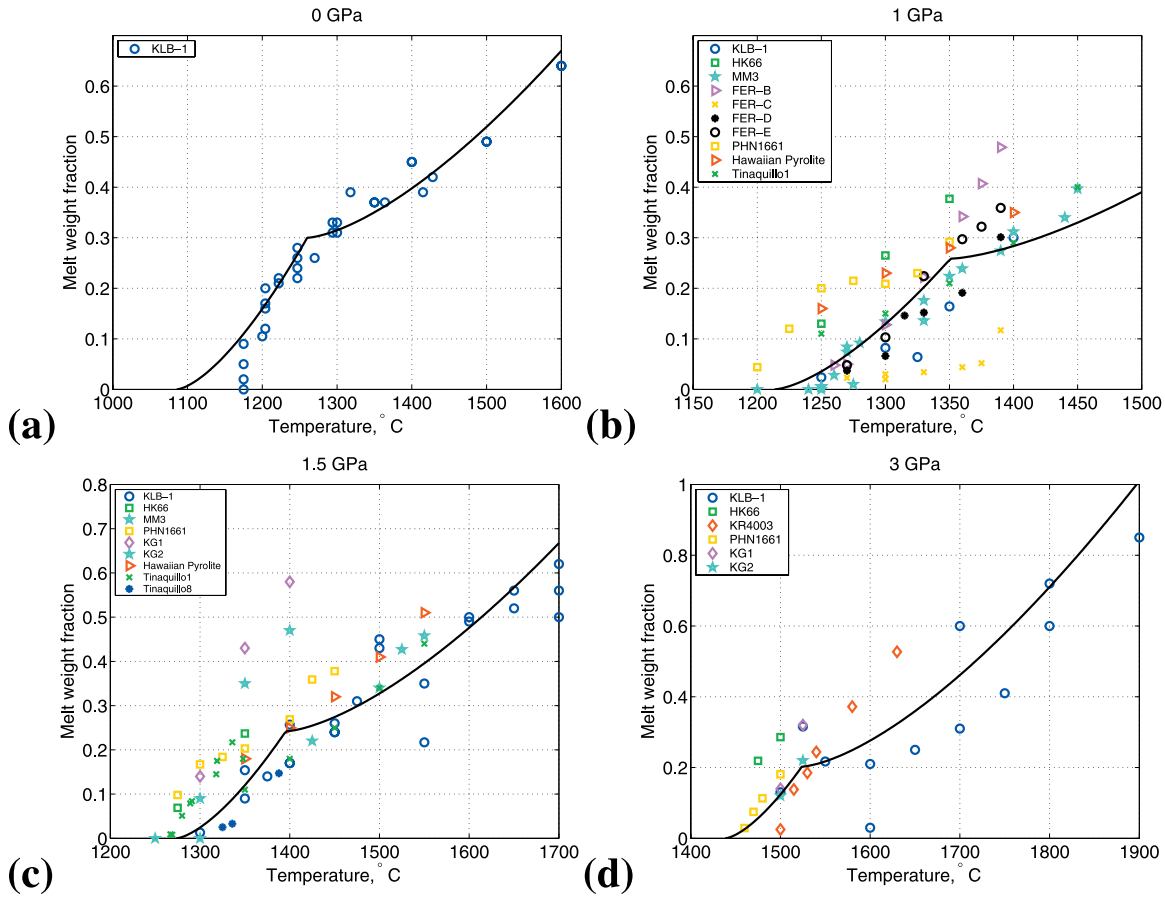 0 GPa
KLB−1
Melt weight fraction
0.6
0.5
0.4
0.3
0.2
0.1
0
1000 1100 1200 1300 1400 1500 1600
Temperature, ° C
(a)
1 GPa
KLB−1
HK66
MM3
FER−B
FER−C
FER−D
FER−E
PHN1661
Hawaiian Pyrolite
Tinaquillo1
Melt weight fraction
0.6
0.5
0.4
0.3
0.2
0.1
0
1150 1200 1250 1300 1350 1400 1450 1500
Temperature, ° C
(b)
1.5 GPa
KLB−1
HK66
MM3
PHN1661
KG1
KG2
Hawaiian Pyrolite
Tinaquillo1
Tinaquillo8
Melt weight fraction
0.8
0.7
0.6
0.5
0.4
0.3
0.2
0.1
0
1200 1300 1400 1500 1600 1700
Temperature, ° C
(c)
3 GPa
KLB−1
HK66
KR4003
PHN1661
KG1
KG2
Melt weight fraction
1
0.8
0.6
0.4
0.2
0
1400 1500 1600 1700 1800 1900
Temperature, ° C
(d)